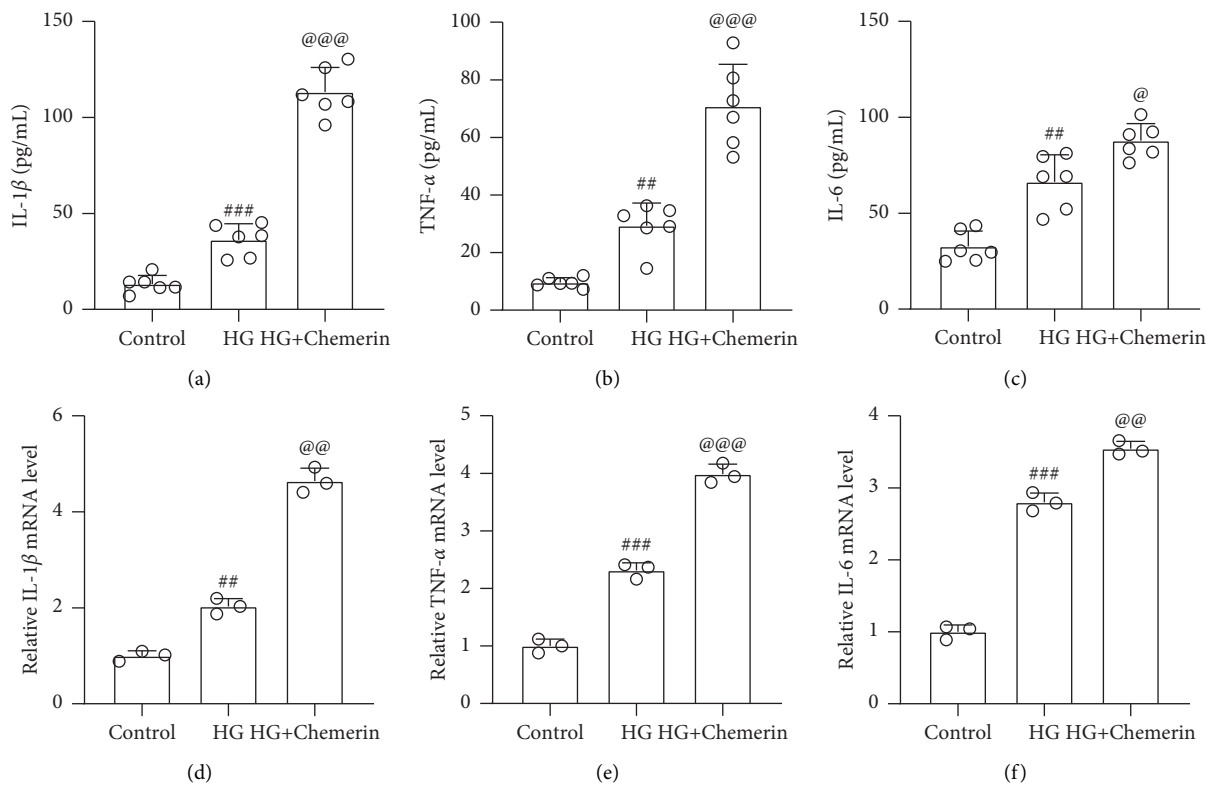 IL-1β (pg/mL)
150
100
50
0
###
@@@
Control
HG
HG+Chemerin
(a)
TNF-α (pg/mL)
100
80
60
40
20
0
##
@@@
Control
HG
HG+Chemerin
(b)
IL-6 (pg/mL)
150
100
50
0
##
@
Control
HG
HG+Chemerin
(c)
Relative IL-1β mRNA level
6
4
2
0
##
@@
Control
HG
HG+Chemerin
(d)
Relative TNF-α mRNA level
5
4
3
2
1
0
###
@@@
Control
HG
HG+Chemerin
(e)
Relative IL-6 mRNA level
4
3
2
1
0
###
@@
Control
HG
HG+Chemerin
(f)